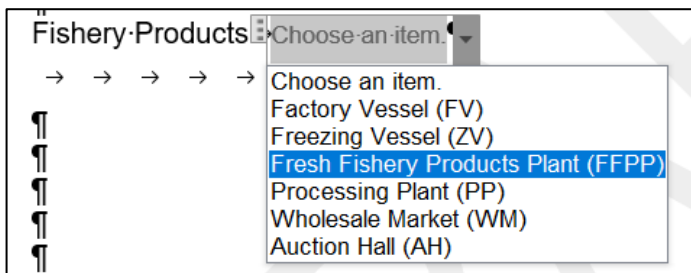 Fishery Products Choose an item.
Choose an item.
Factory Vessel (FV)
Freezing Vessel (ZV)
Fresh Fishery Products Plant (FFPP)
Processing Plant (PP)
Wholesale Market (WM)
Auction Hall (AH)